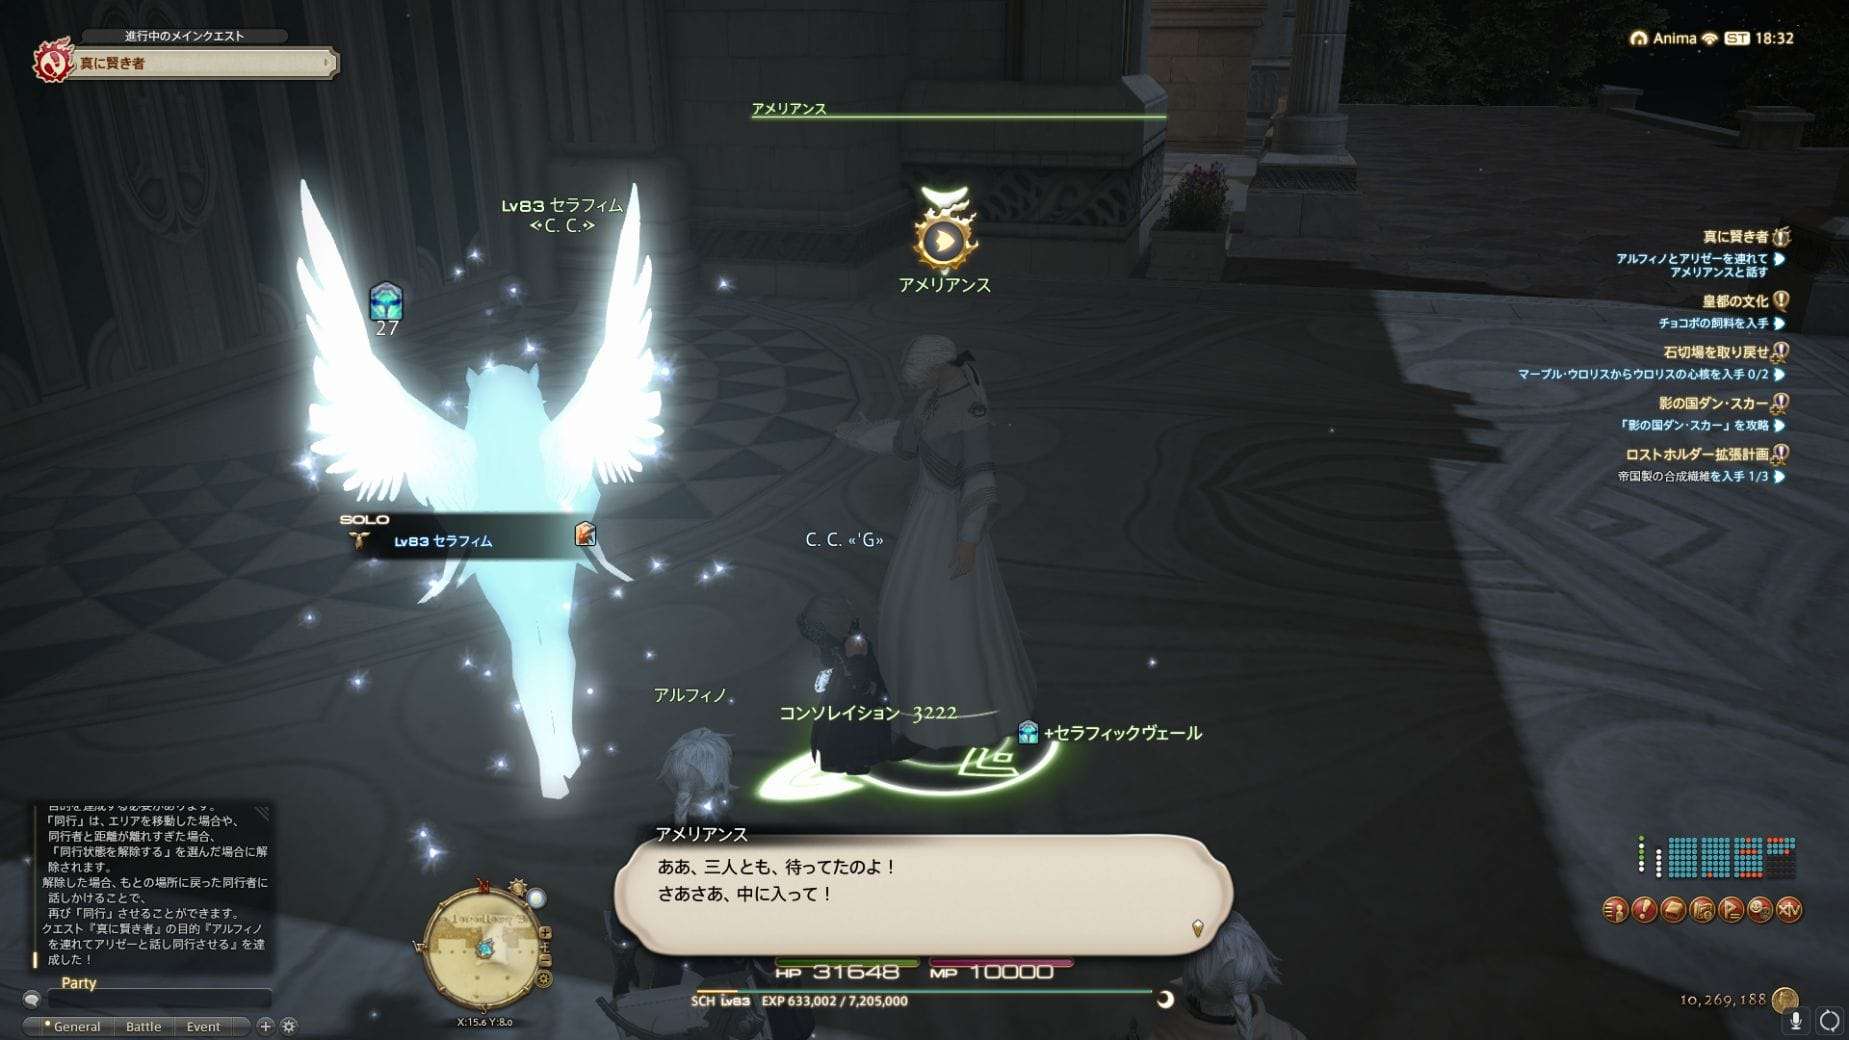 進行中のメインクエスト
真に賢き者
Anima ST 18:32
アメリアンス
Lv83 セラフィム
<C. C.>
27
アメリアンス
真に賢き者
アルフィノとアリゼーを連れて
アメリアンスと話す
皇都の文化
チョコボの飼料を入手
石切場を取り戻せ
マーブル・ウロリスからウロリスの心核を入手 0/2
影の国ダン・スカー
「影の国ダン・スカー」を攻略
ロストホルダー拡張計画
帝国製の合成繊維を入手 1/3
SOLO
Lv83 セラフィム
C. C. «'G»
アルフィノ
コンソレイション 3222
+セラフィックヴェール
アメリアンス
ああ、三人とも、待ってたのよ！
さあさあ、中に入って！
目的を達成する必要があります。
「同行」は、エリアを移動した場合や、
同行者と距離が離れすぎた場合、
「同行状態を解除する」を選んだ場合に解
除されます。
解除した場合、もとの場所に戻った同行者に
話しかけることで、
再び「同行」させることができます。
クエスト『真に賢き者』の目的『アルフィノ
を連れてアリゼーと話し同行させる』を達
成した！
Party
General Battle Event
X:15.6 Y:8.0
HP 31648 MP 10000
SCH Lv83 EXP 633,002 / 7,205,000
10,269,188
XIV